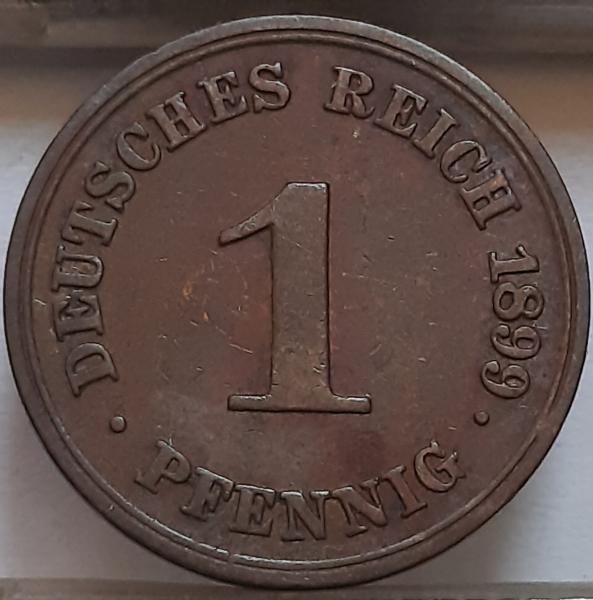 DEUTSCHES REICH 1899
1
· PFENNIG ·